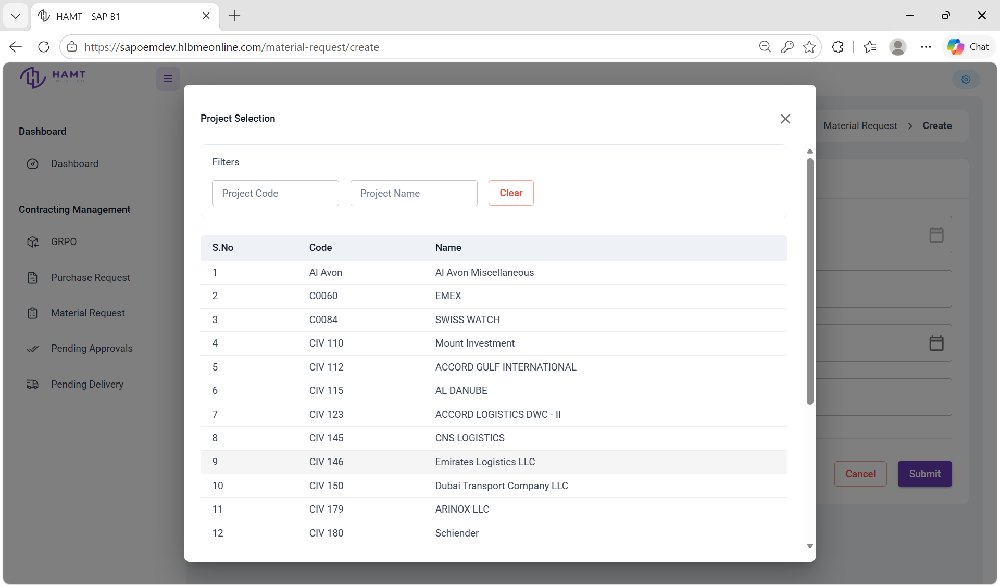 HAMT - SAP B1
https://sapoemdev.hlbmeonline.com/material-request/create
Chat
HAMT
INFOTECH
Dashboard
Dashboard
Contracting Management
GRPO
Purchase Request
Material Request
Pending Approvals
Pending Delivery
Material Request > Create
Project Selection
Filters
Project Code Project Name Clear
S.No Code Name
1 Al Avon Al Avon Miscellaneous
2 C0060 EMEX
3 C0084 SWISS WATCH
4 CIV 110 Mount Investment
5 CIV 112 ACCORD GULF INTERNATIONAL
6 CIV 115 AL DANUBE
7 CIV 123 ACCORD LOGISTICS DWC - II
8 CIV 145 CNS LOGISTICS
9 CIV 146 Emirates Logistics LLC
10 CIV 150 Dubai Transport Company LLC
11 CIV 179 ARINOX LLC
12 CIV 180 Schiender
Cancel Submit